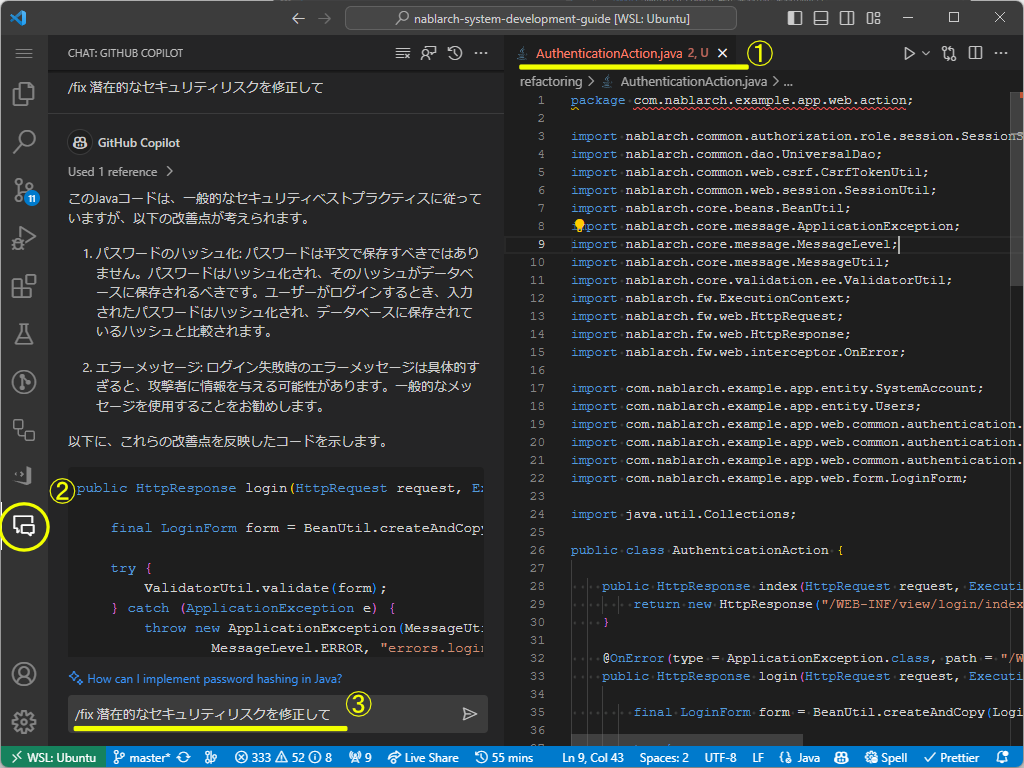 nablarch-system-development-guide [WSL: Ubuntu]
CHAT: GITHUB COPILOT
/fix 潜在的なセキュリティリスクを修正して
GitHub Copilot
Used 1 reference
このJavaコードは、一般的なセキュリティベストプラクティスに従って
いますが、以下の改善点が考えられます。
1. パスワードのハッシュ化: パスワードは平文で保存すべきではあり
ません。パスワードはハッシュ化され、そのハッシュがデータベ
ースに保存されるべきです。ユーザーがログインするとき、入力
されたパスワードはハッシュ化され、データベースに保存されて
いるハッシュと比較されます。
2. エラーメッセージ: ログイン失敗時のエラーメッセージは具体的す
ぎると、攻撃者に情報を与える可能性があります。一般的なメッ
セージを使用することをお勧めします。
以下に、これらの改善点を反映したコードを示します。
②
public HttpResponse login(HttpRequest request, Ex
final LoginForm form = BeanUtil.createAndCopy
try {
ValidatorUtil.validate(form);
} catch (ApplicationException e) {
throw new ApplicationException(MessageUti
MessageLevel.ERROR, "errors.login
How can I implement password hashing in Java?
③
/fix 潜在的なセキュリティリスクを修正して
11
AuthenticationAction.java 2, U
①
refactoring > AuthenticationAction.java > ...
1 package com.nablarch.example.app.web.action;
2
3 import nablarch.common.authorization.role.session.SessionS
4 import nablarch.common.dao.UniversalDao;
5 import nablarch.common.web.csrf.CsrfTokenUtil;
6 import nablarch.common.web.session.SessionUtil;
7 import nablarch.core.beans.BeanUtil;
8 import nablarch.core.message.ApplicationException;
9 import nablarch.core.message.MessageLevel;
10 import nablarch.core.message.MessageUtil;
11 import nablarch.core.validation.ee.ValidatorUtil;
12 import nablarch.fw.ExecutionContext;
13 import nablarch.fw.web.HttpRequest;
14 import nablarch.fw.web.HttpResponse;
15 import nablarch.fw.web.interceptor.OnError;
16
17 import com.nablarch.example.app.entity.SystemAccount;
18 import com.nablarch.example.app.entity.Users;
19 import com.nablarch.example.app.web.common.authentication.
20 import com.nablarch.example.app.web.common.authentication.
21 import com.nablarch.example.app.web.common.authentication.
22 import com.nablarch.example.app.web.form.LoginForm;
23
24 import java.util.Collections;
25
26 public class AuthenticationAction {
27
28 public HttpResponse index(HttpRequest request, Executi
29 return new HttpResponse("/WEB-INF/view/login/index
30 }
31
32 @OnError(type = ApplicationException.class, path = "/W
33 public HttpResponse login(HttpRequest request, Executi
34
35 final LoginForm form = BeanUtil.createAndCopy(Logi
36
WSL: Ubuntu master* 333 52 8 9 Live Share 55 mins Ln 9, Col 43 Spaces: 2 UTF-8 LF {} Java Spell Prettier